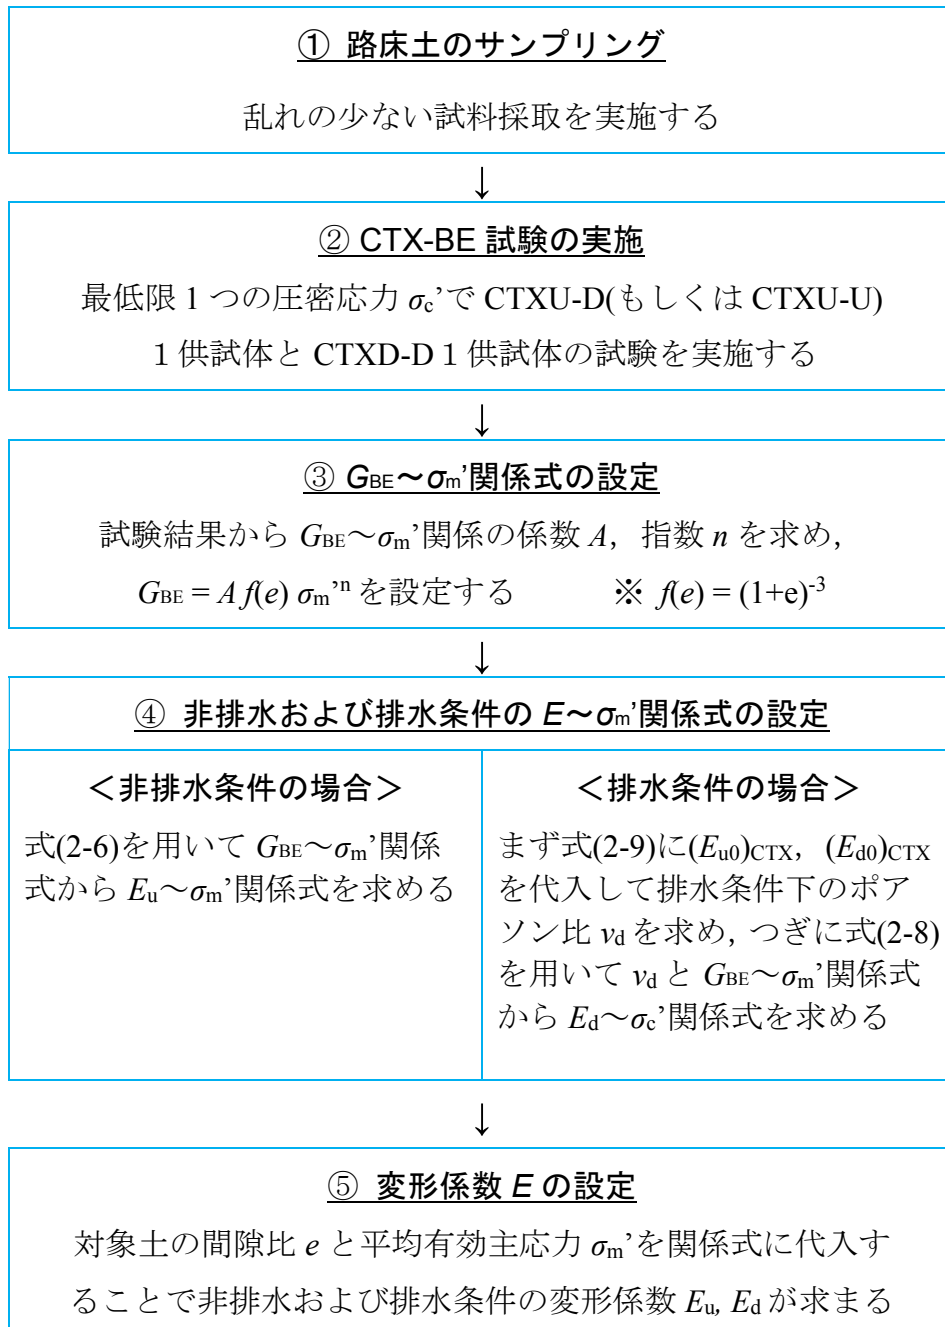 ① 路床土のサンプリング
乱れの少ない試料採取を実施する
↓
② CTX-BE 試験の実施
最低限 1 つの圧密応力 σc’で CTXU-D(もしくは CTXU-U)
１供試体と CTXD-D 1 供試体の試験を実施する
↓
③ GBE～σm’関係式の設定
試験結果から GBE～σm’関係の係数 A，指数 n を求め，
GBE = A f(e) σm’n を設定する ※ f(e) = (1+e)-3
↓
④ 非排水および排水条件の E～σm’関係式の設定
＜非排水条件の場合＞
式(2-6)を用いて GBE～σm’関係
式から Eu～σm’関係式を求める
＜排水条件の場合＞
まず式(2-9)に(Eu0)CTX，(Ed0)CTX
を代入して排水条件下のポア
ソン比 νd を求め，つぎに式(2-8)
を用いて νd と GBE～σm’関係式
から Ed～σc’関係式を求める
↓
⑤ 変形係数 E の設定
対象土の間隙比 e と平均有効主応力 σm’を関係式に代入す
ることで非排水および排水条件の変形係数 Eu, Ed が求まる